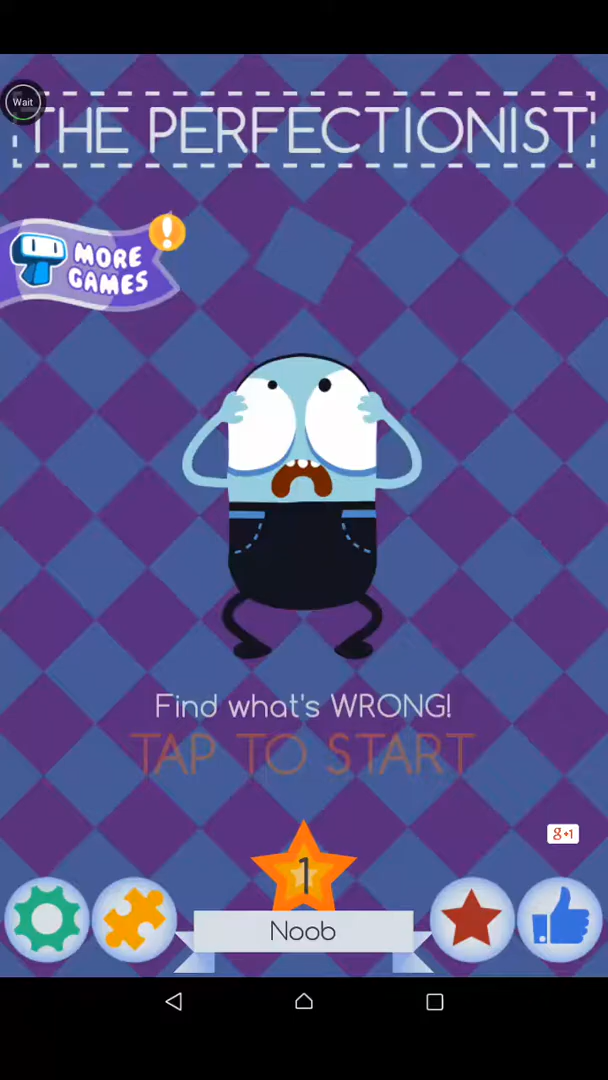 Wait
THE PERFECTIONIST
MORE
GAMES
!
Find what's WRONG!
TAP TO START
g+1
1
Noob